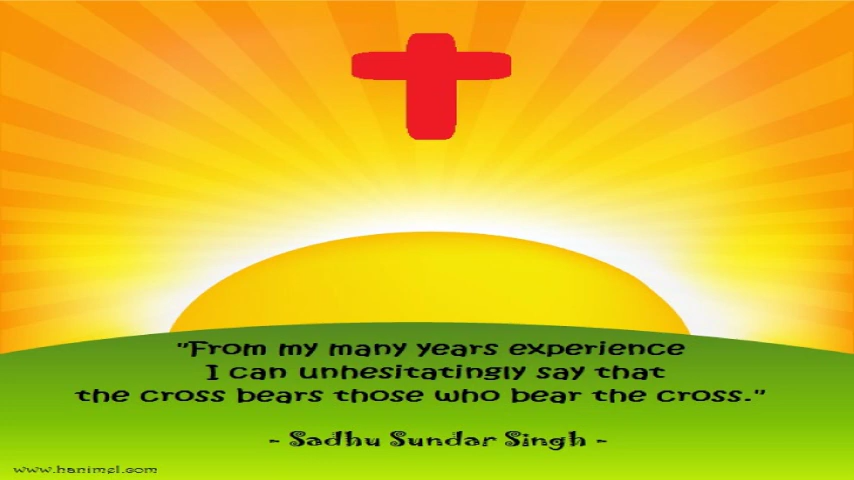 "From my many years experience
I can unhesitatingly say that
the cross bears those who bear the cross."
- Sadhu Sundar Singh -
www.hanimel.com